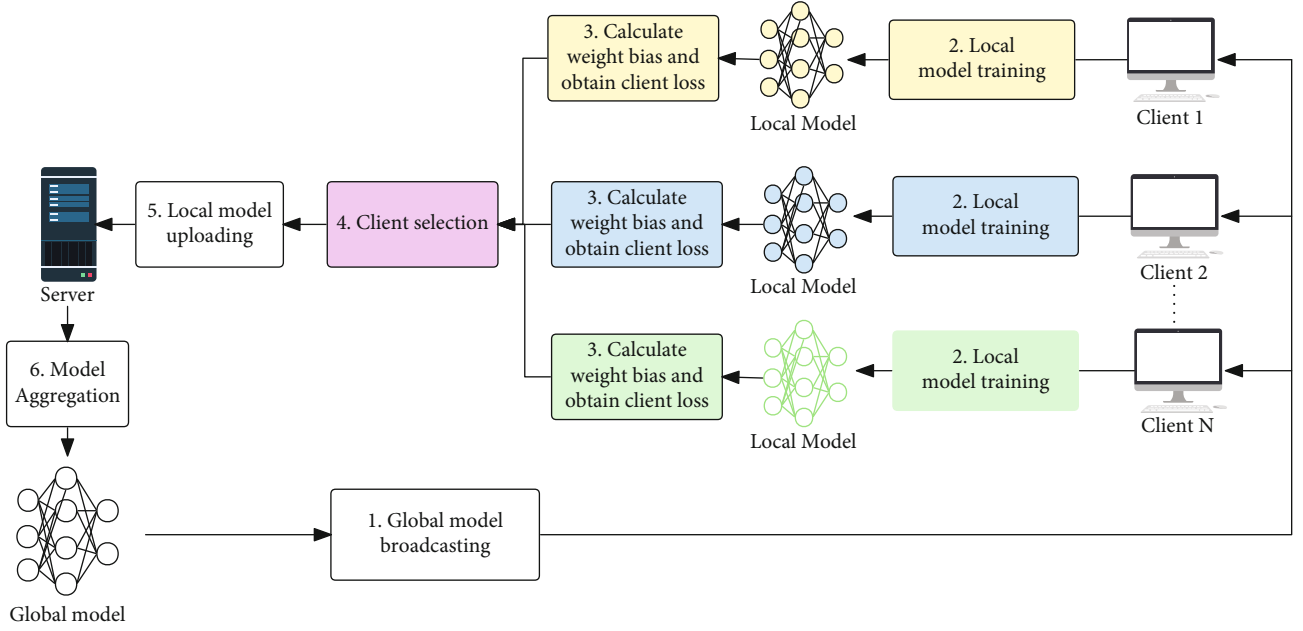 3. Calculate
weight bias and
obtain client loss
Local Model
2. Local
model training
Client 1
Server
5. Local model
uploading
4. Client selection
3. Calculate
weight bias and
obtain client loss
Local Model
2. Local
model training
Client 2
6. Model
Aggregation
3. Calculate
weight bias and
obtain client loss
Local Model
2. Local
model training
Client N
Global model
1. Global model
broadcasting